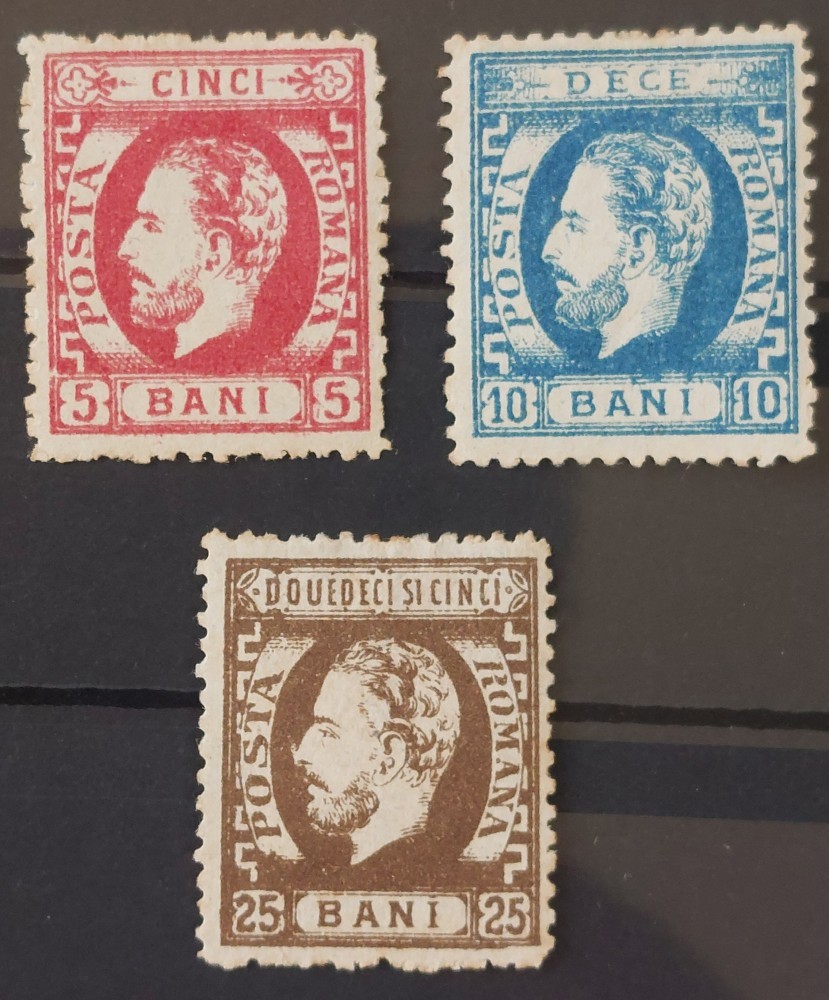 CINCI
POSTA ROMANA
5 BANI 5
DECE
POSTA ROMANA
10 BANI 10
DOUEDECI ȘI CINCI
POSTA ROMANA
25 BANI 25